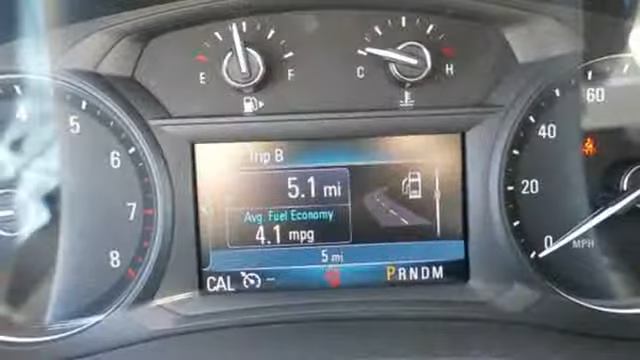 E F
C H
4
5
6
7
8
Trip B
5.1 mi
Avg. Fuel Economy
4.1 mpg
5 mi
CAL -- PRNDM
60
40
20
0
MPH